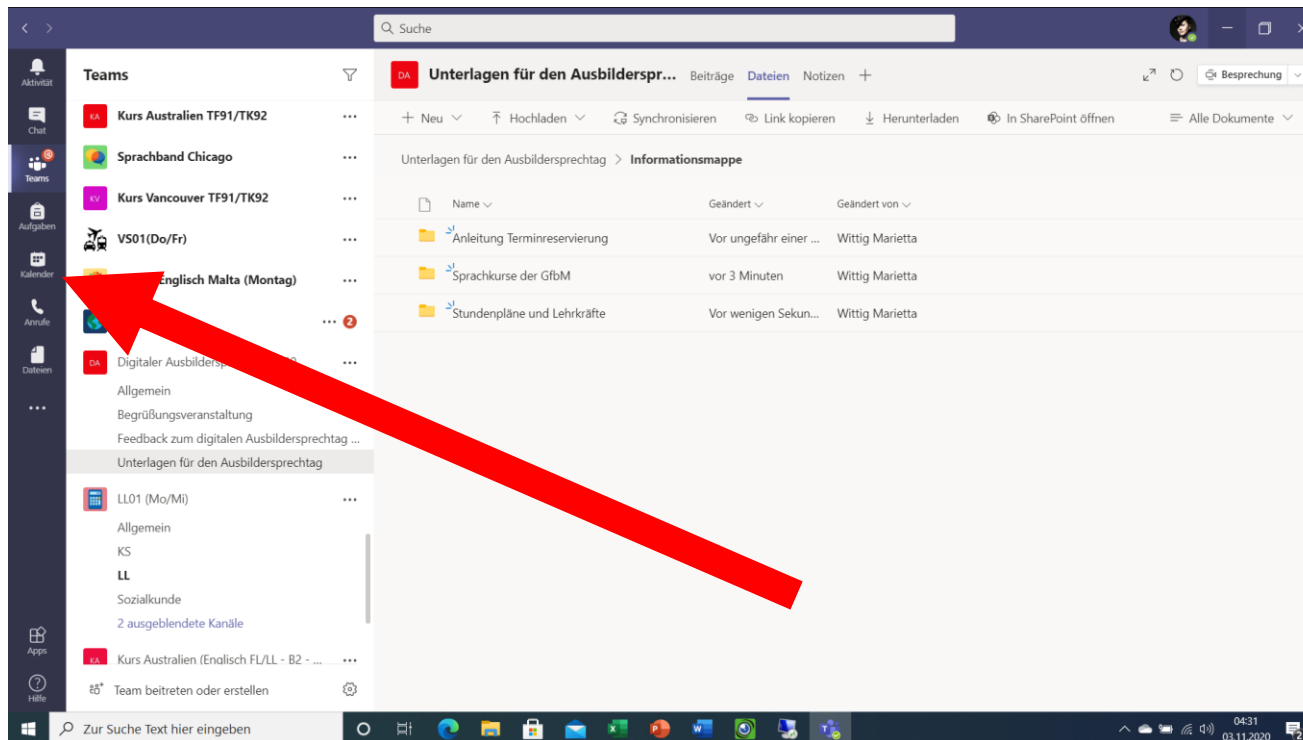 Suche
Aktivität
Chat
Teams
Aufgaben
Kalender
Anrufe
Dateien
Apps
Hilfe
Teams
KA Kurs Australien TF91/TK92 ...
Sprachband Chicago ...
KV Kurs Vancouver TF91/TK92 ...
VS01(Do/Fr) ...
Englisch Malta (Montag) ...
... 2
DA Digitaler ...
Allgemein
Begrüßungsveranstaltung
Feedback zum digitalen Ausbildersprechtag ...
Unterlagen für den Ausbildersprechtag
LL01 (Mo/Mi) ...
Allgemein
KS
LL
Sozialkunde
2 ausgeblendete Kanäle
KA Kurs Australien (Englisch FL/LL - B2 - ... ...
Team beitreten oder erstellen
DA Unterlagen für den Ausbilderspr... Beiträge Dateien Notizen + Besprechung
+ Neu Hochladen Synchronisieren Link kopieren Herunterladen In SharePoint öffnen Alle Dokumente
Unterlagen für den Ausbildersprechtag > Informationsmappe
Name Geändert Geändert von
Anleitung Terminreservierung Vor ungefähr einer ... Wittig Marietta
Sprachkurse der GfbM vor 3 Minuten Wittig Marietta
Stundenpläne und Lehrkräfte Vor wenigen Sekun... Wittig Marietta
Zur Suche Text hier eingeben
04:31
03.11.2020
2